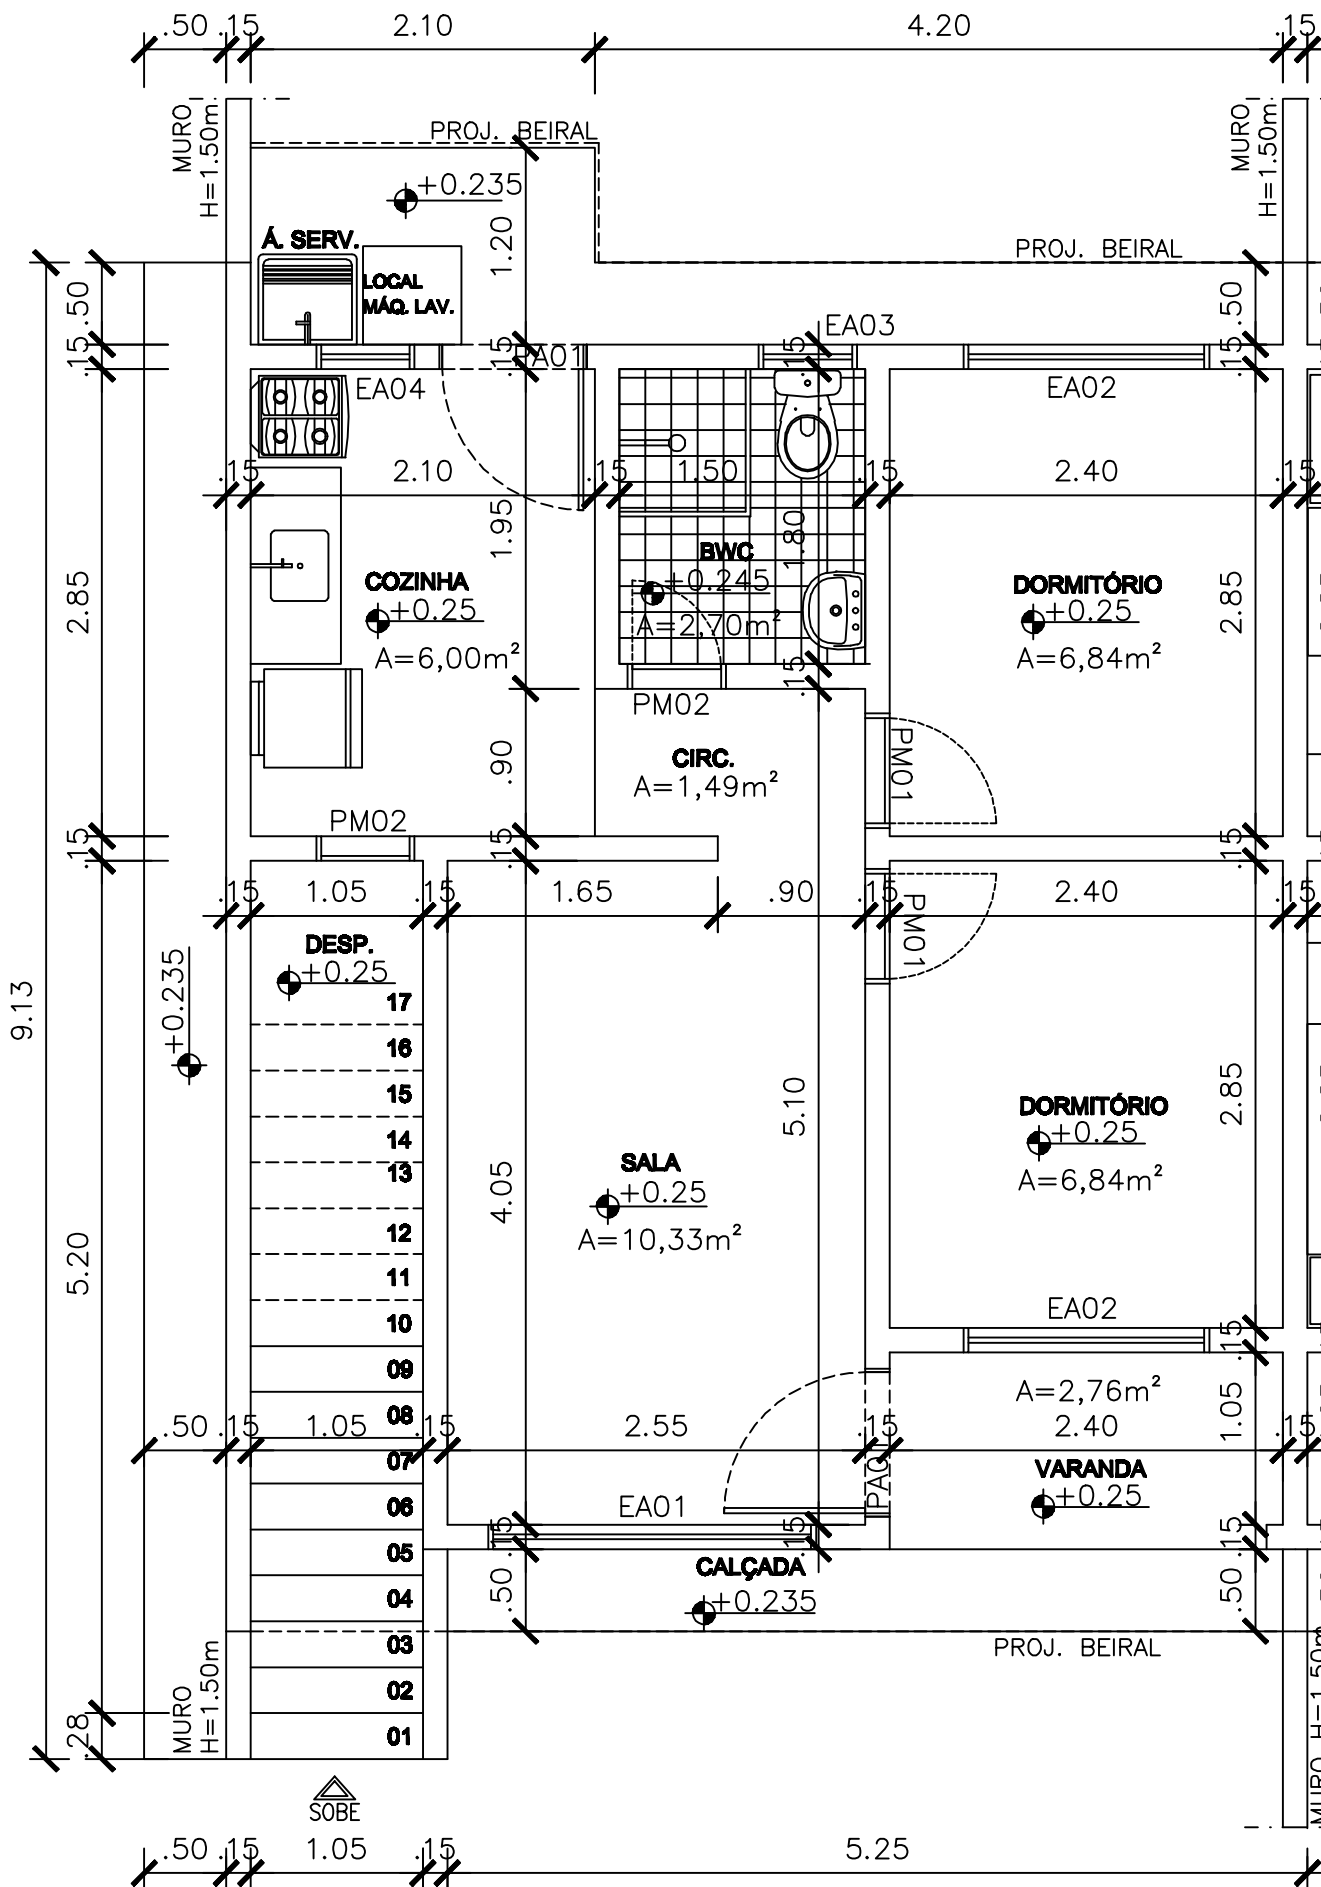 .50 .15 2.10 4.20 .15
MURO
H=1.50m.
PROJ. BEIRAL
MURO
H=1.50m.
+0.235
Á. SERV.
1.20
PROJ. BEIRAL
LOCAL
MÁQ. LAV.
.50
.50
EA03
.15 .15 PA01 .15 .15
EA04
EA02
.15 2.10 .15 1.50 .15 2.40 .15
1.95
1.80
BWC
+0.245
A=2,70m²
COZINHA
+0.25
A=6,00m²
DORMITÓRIO
+0.25
A=6,84m²
2.85
2.85
.15
PM02
PM01
CIRC.
A=1,49m²
.90
PM02
.15 .15 .15
.15 1.05 .15 1.65 .90 .15 2.40 .15
PM01
DESP.
+0.25
+0.235
9.13
17
16
15
14
13
12
11
10
09
08
07
06
05
04
03
02
01
5.10
2.85
DORMITÓRIO
+0.25
A=6,84m²
SALA
+0.25
A=10,33m²
4.05
5.20
EA02
.15
A=2,76m²
1.05
.50 .15 1.05 .15 2.55 .15 2.40 .15
PA01
VARANDA
+0.25
EA01
.15 .15 .15
CALÇADA
+0.235
.50
.50
PROJ. BEIRAL
MURO
H=1.50m
.28
MURO H=1.50m
SOBE
.50 .15 1.05 .15 5.25